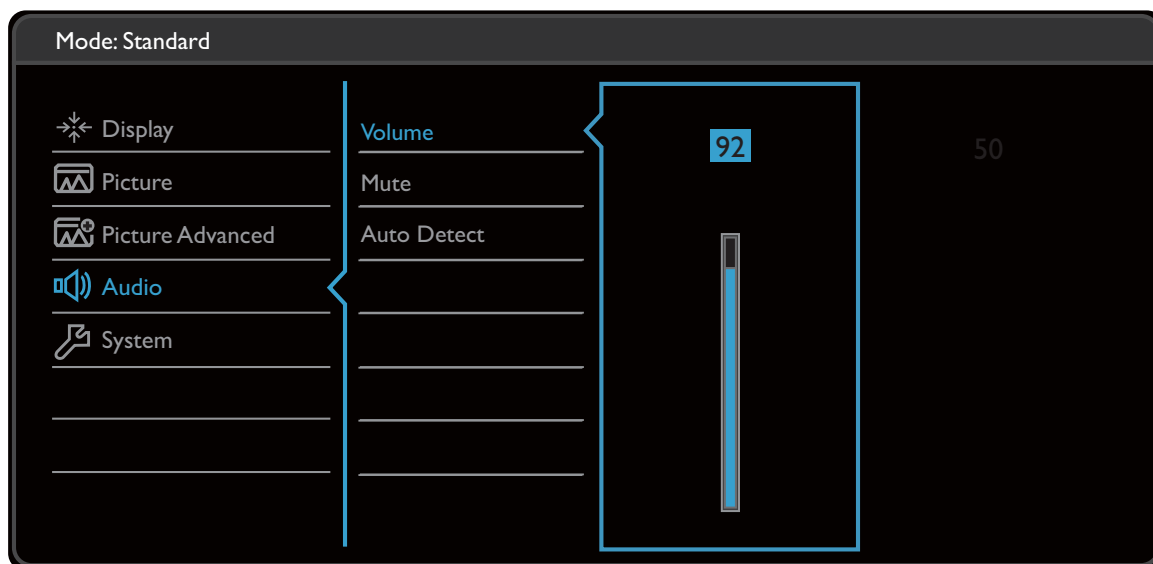 Mode: Standard
Display
Picture
Picture Advanced
Audio
System
Volume
Mute
Auto Detect
92
50